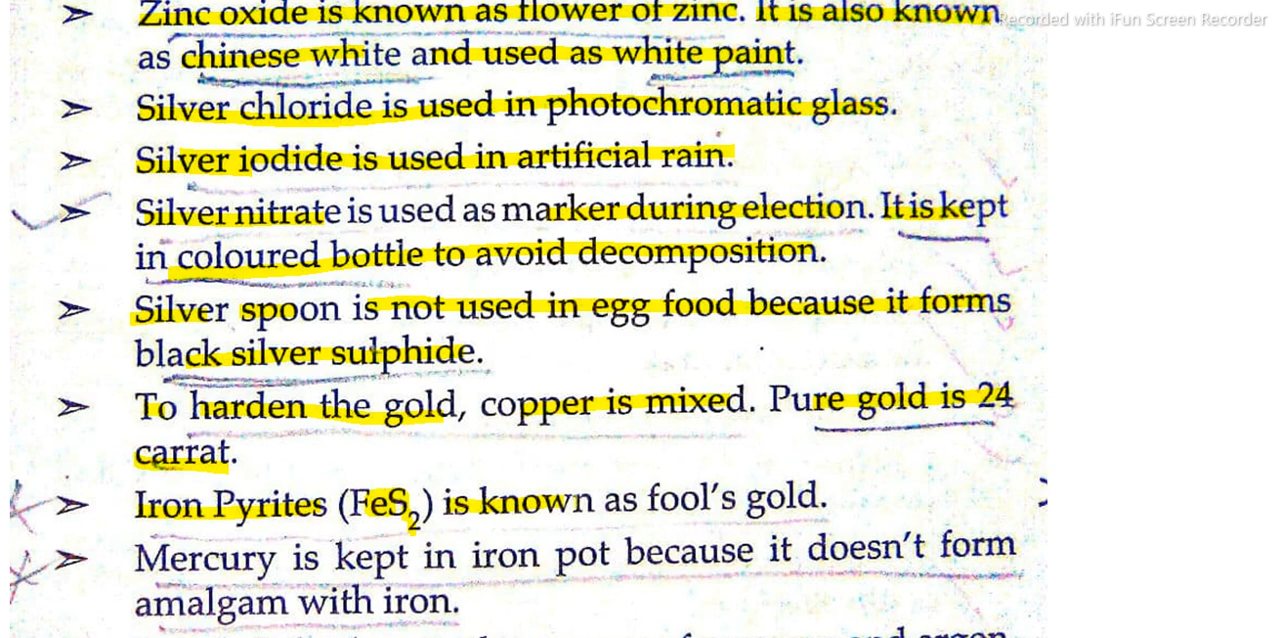 ➢ Zinc oxide is known as flower of zinc. It is also known
Recorded with iFun Screen Recorder
as chinese white and used as white paint.
➢ Silver chloride is used in photochromatic glass.
➢ Silver iodide is used in artificial rain.
➢ Silver nitrate is used as marker during election. It is kept
in coloured bottle to avoid decomposition.
➢ Silver spoon is not used in egg food because it forms
black silver sulphide.
➢ To harden the gold, copper is mixed. Pure gold is 24
carrat.
➢ Iron Pyrites (FeS₂) is known as fool's gold.
➢ Mercury is kept in iron pot because it doesn't form
amalgam with iron.
and argon